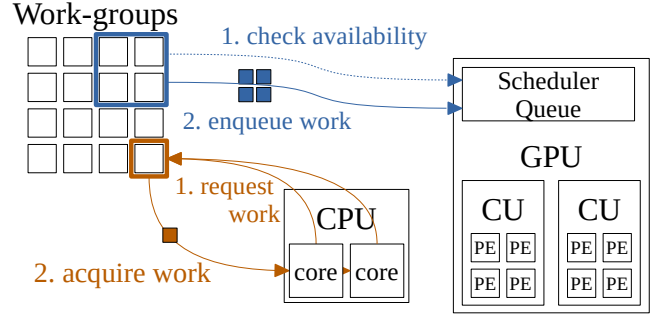 Work-groups
1. check availability
2. enqueue work
Scheduler
Queue
GPU
CU
CU
PE PE
PE PE
PE PE
PE PE
1. request
work
CPU
core
core
2. acquire work